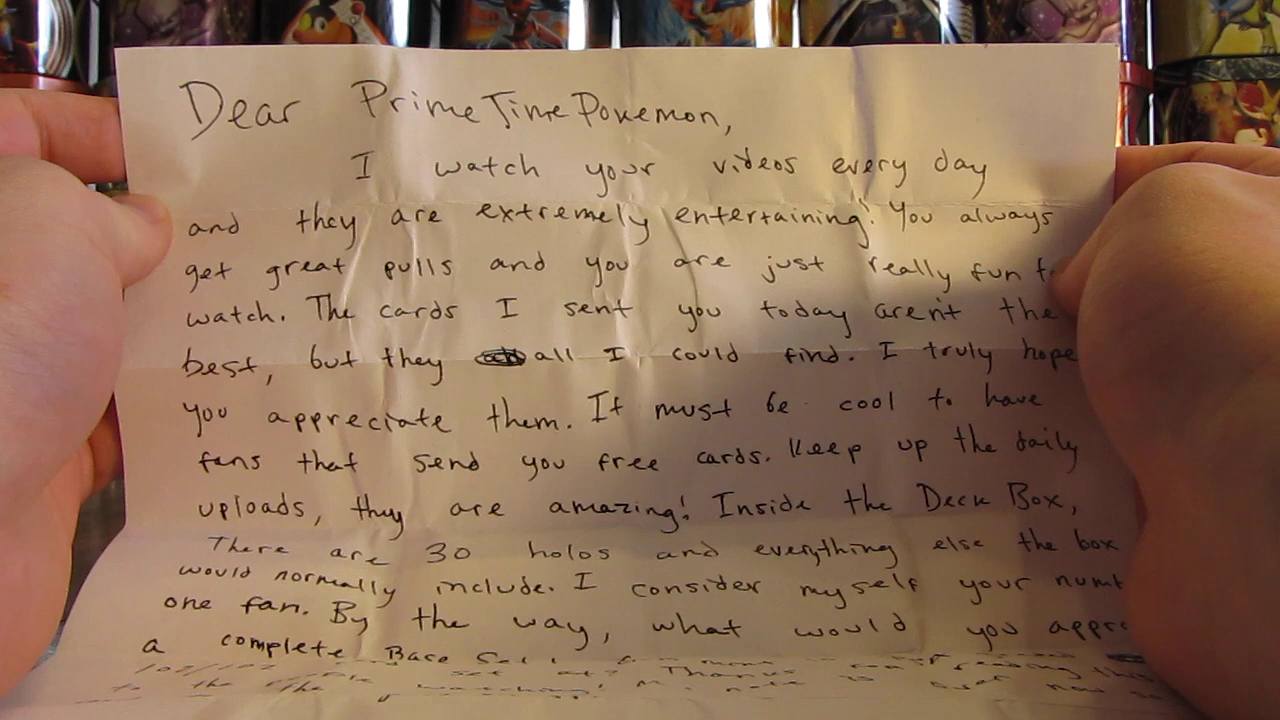 Dear PrimeTimePokemon,
I watch your videos every day
and they are extremely entertaining! You always
get great pulls and you are just really fun
watch. The cards I sent you today aren't the
best, but they all I could find. I truly hope
you appreciate them. It must be cool to have
fans that send you free cards. Keep up the daily
uploads, they are amazing! Inside the Deck Box,
There are 30 holos and everything else the box
would normally include. I consider myself your
one fan. By the way, what would you
a complete Base